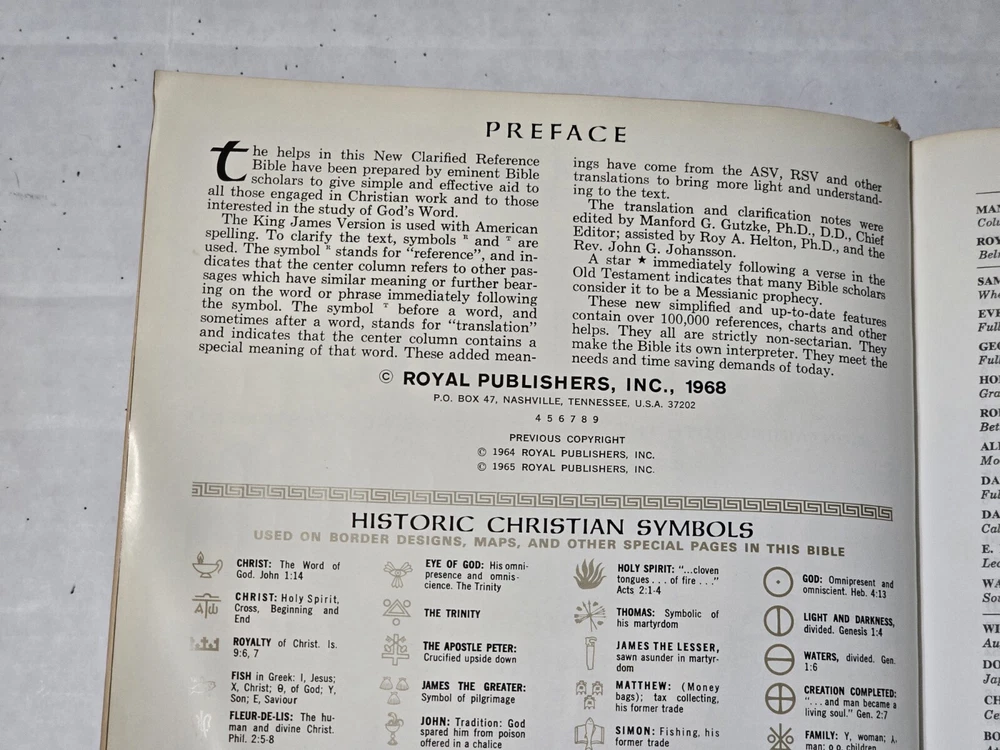 PREFACE
the helps in this New Clarified Reference
Bible have been prepared by eminent Bible
scholars to give simple and effective aid to
all those engaged in Christian work and to those
interested in the study of God's Word.
The King James Version is used with American
spelling. To clarify the text, symbols R and T are
used. The symbol R stands for "reference", and in-
dicates that the center column refers to other pas-
sages which have similar meaning or further bear-
ing on the word or phrase immediately following
the symbol. The symbol T before a word, and
sometimes after a word, stands for "translation"
and indicates that the center column contains a
special meaning of that word. These added mean-
ings have come from the ASV, RSV and other
translations to bring more light and understand-
ing to the text.
The translation and clarification notes were
edited by Manford G. Gutzke, Ph.D., D.D., Chief
Editor; assisted by Roy A. Helton, Ph.D., and the
Rev. John G. Johansson.
A star ★ immediately following a verse in the
Old Testament indicates that many Bible scholars
consider it to be a Messianic prophecy.
These new simplified and up-to-date features
contain over 100,000 references, charts and other
helps. They all are strictly non-sectarian. They
make the Bible its own interpreter. They meet the
needs and time saving demands of today.
© ROYAL PUBLISHERS, INC., 1968
P.O. BOX 47, NASHVILLE, TENNESSEE, U.S.A. 37202
4 5 6 7 8 9
PREVIOUS COPYRIGHT
© 1964 ROYAL PUBLISHERS, INC.
© 1965 ROYAL PUBLISHERS, INC.
HISTORIC CHRISTIAN SYMBOLS
USED ON BORDER DESIGNS, MAPS, AND OTHER SPECIAL PAGES IN THIS BIBLE
CHRIST: The Word of
God. John 1:14
CHRIST: Holy Spirit,
Cross, Beginning and
End
ROYALTY of Christ. Is.
9:6, 7
FISH in Greek: I, Jesus;
X, Christ; θ, of God; Y,
Son; E, Saviour
FLEUR-DE-LIS: The hu-
man and divine Christ.
Phil. 2:5-8
EYE OF GOD: His omni-
presence and omnis-
cience. The Trinity
THE TRINITY
THE APOSTLE PETER:
Crucified upside down
JAMES THE GREATER:
Symbol of pilgrimage
JOHN: Tradition: God
spared him from poison
offered in a chalice
HOLY SPIRIT: "...cloven
tongues . . . of fire . . ."
Acts 2:1-4
THOMAS: Symbolic of
his martyrdom
JAMES THE LESSER,
sawn asunder in martyr-
dom
MATTHEW: (Money
bags); tax collecting,
his former trade
SIMON: Fishing, his
former trade
GOD: Omnipresent and
omniscient. Heb. 4:13
LIGHT AND DARKNESS,
divided. Genesis 1:4
WATERS, divided. Gen.
1:6
CREATION COMPLETED:
"...and man became a
living soul." Gen. 2:7
FAMILY: Y, woman; ⅄,
man; o o, children